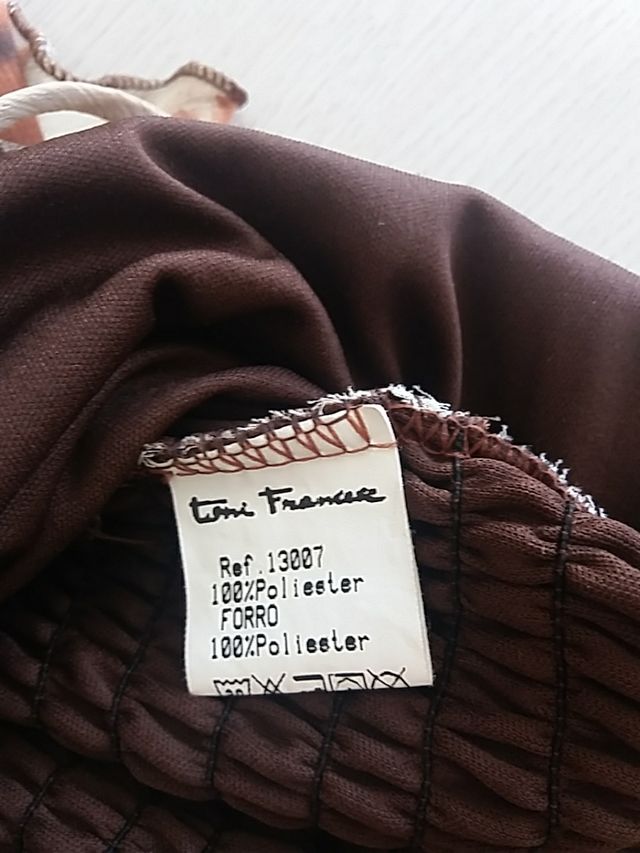 Toni Francesc
Ref.13007
100%Poliester
FORRO
100%Poliester